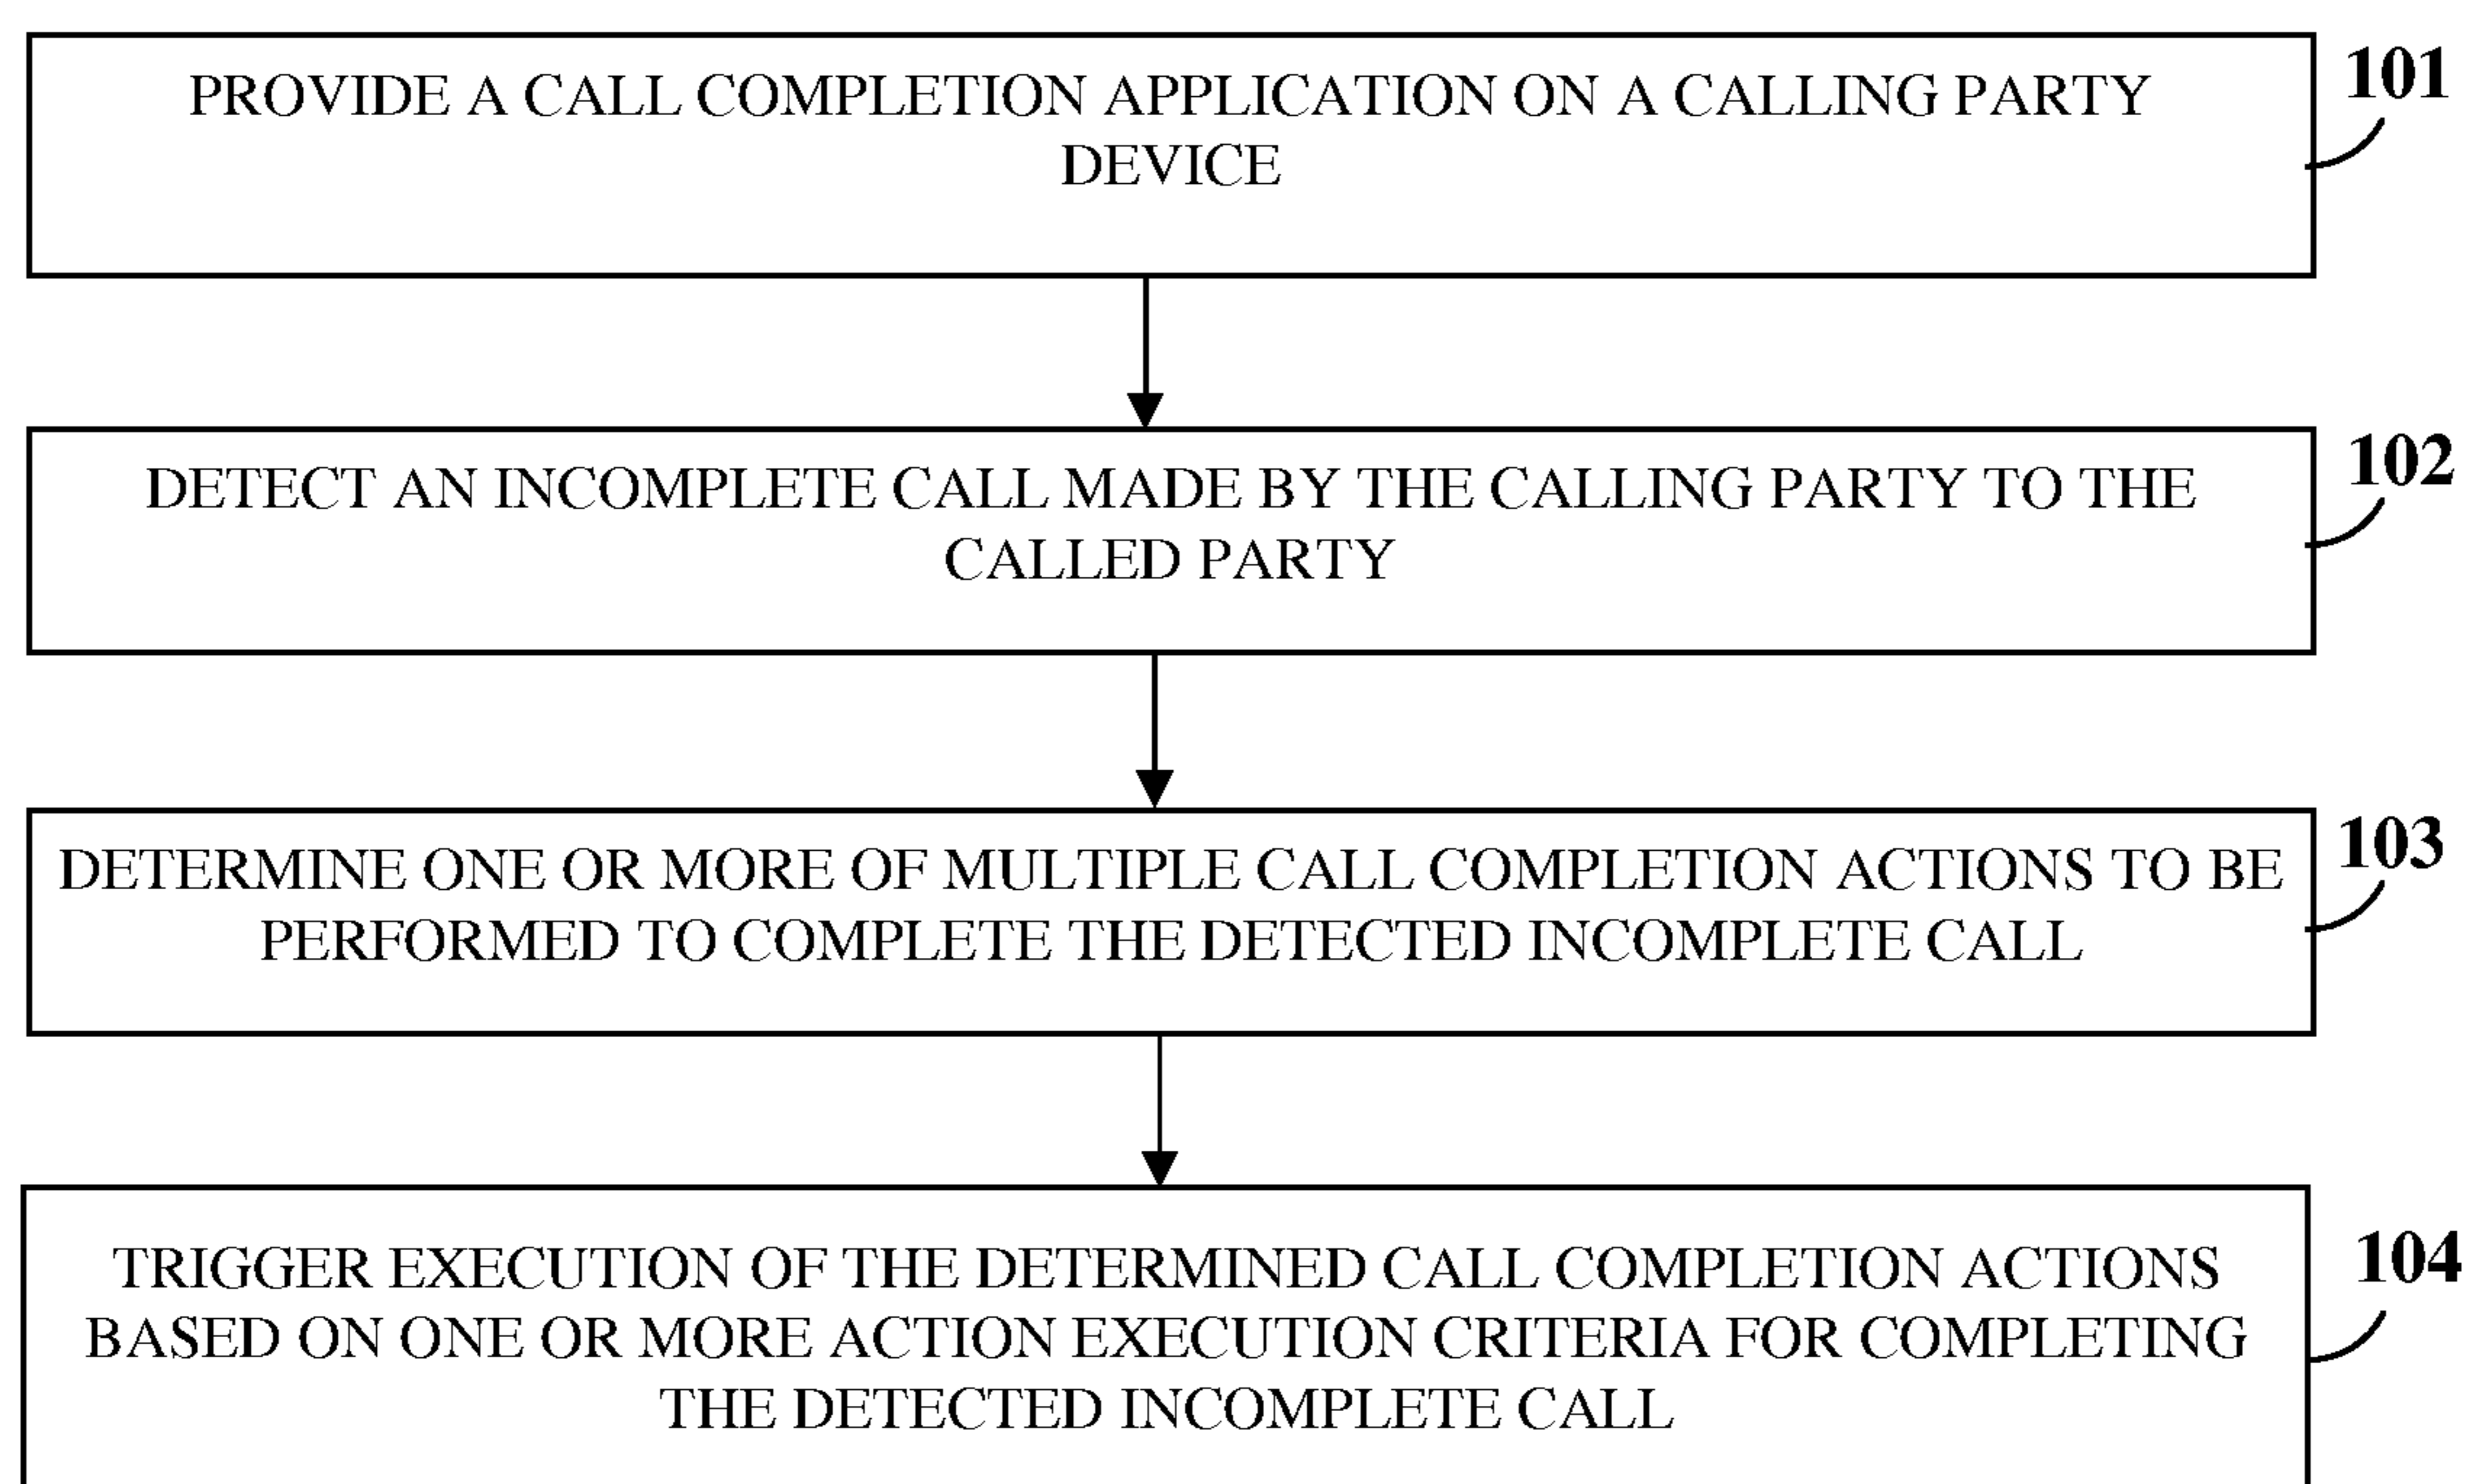 PROVIDE A CALL COMPLETION APPLICATION ON A CALLING PARTY
DEVICE
101
DETECT AN INCOMPLETE CALL MADE BY THE CALLING PARTY TO THE
CALLED PARTY
102
DETERMINE ONE OR MORE OF MULTIPLE CALL COMPLETION ACTIONS TO BE
PERFORMED TO COMPLETE THE DETECTED INCOMPLETE CALL
103
TRIGGER EXECUTION OF THE DETERMINED CALL COMPLETION ACTIONS
BASED ON ONE OR MORE ACTION EXECUTION CRITERIA FOR COMPLETING
THE DETECTED INCOMPLETE CALL
104